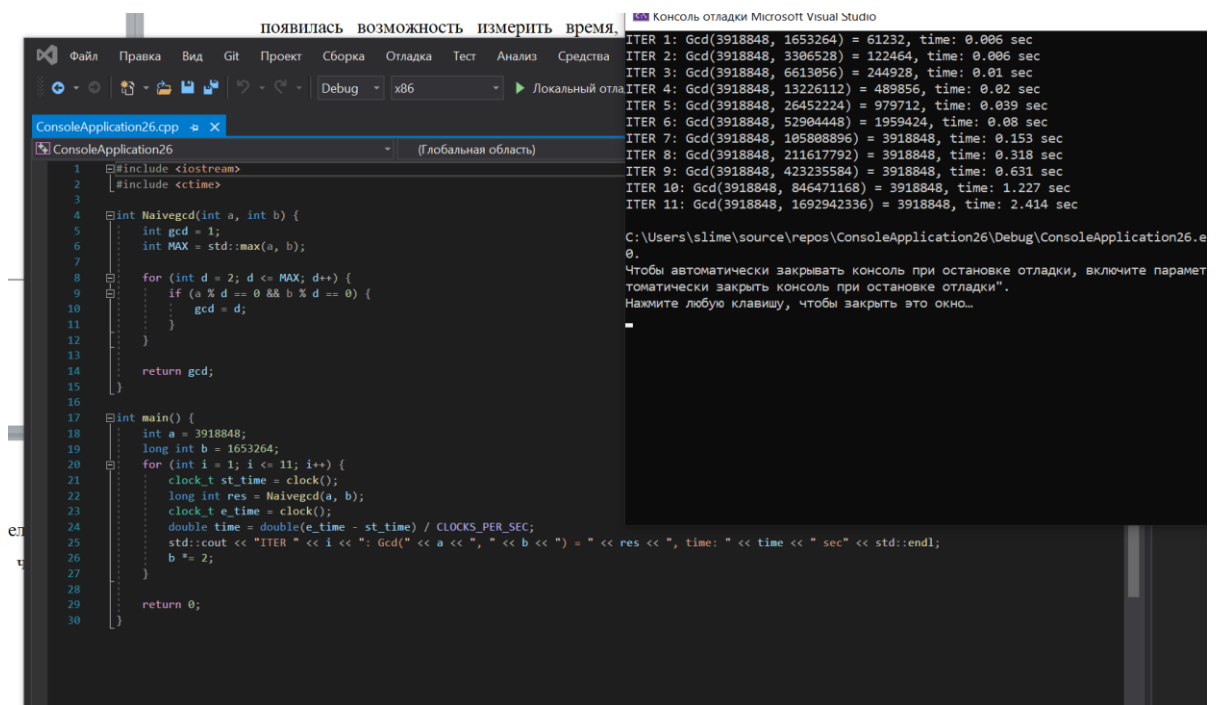 появилась возможность измерить время,
Файл Правка Вид Git Проект Сборка Отладка Тест Анализ Средства
Debug x86 Локальный отла
ConsoleApplication26.cpp
ConsoleApplication26 (Глобальная область)
1 #include <iostream>
2 #include <ctime>
3
4 int Naivegcd(int a, int b) {
5 int gcd = 1;
6 int MAX = std::max(a, b);
7
8 for (int d = 2; d <= MAX; d++) {
9 if (a % d == 0 && b % d == 0) {
10 gcd = d;
11 }
12 }
13
14 return gcd;
15 }
16
17 int main() {
18 int a = 3918848;
19 long int b = 1653264;
20 for (int i = 1; i <= 11; i++) {
21 clock_t st_time = clock();
22 long int res = Naivegcd(a, b);
23 clock_t e_time = clock();
24 double time = double(e_time - st_time) / CLOCKS_PER_SEC;
25 std::cout << "ITER " << i << ": Gcd(" << a << ", " << b << ") = " << res << ", time: " << time << " sec" << std::endl;
26 b *= 2;
27 }
28
29 return 0;
30 }
Консоль отладки Microsoft Visual Studio
ITER 1: Gcd(3918848, 1653264) = 61232, time: 0.006 sec
ITER 2: Gcd(3918848, 3306528) = 122464, time: 0.006 sec
ITER 3: Gcd(3918848, 6613056) = 244928, time: 0.01 sec
ITER 4: Gcd(3918848, 13226112) = 489856, time: 0.02 sec
ITER 5: Gcd(3918848, 26452224) = 979712, time: 0.039 sec
ITER 6: Gcd(3918848, 52904448) = 1959424, time: 0.08 sec
ITER 7: Gcd(3918848, 105808896) = 3918848, time: 0.153 sec
ITER 8: Gcd(3918848, 211617792) = 3918848, time: 0.318 sec
ITER 9: Gcd(3918848, 423235584) = 3918848, time: 0.631 sec
ITER 10: Gcd(3918848, 846471168) = 3918848, time: 1.227 sec
ITER 11: Gcd(3918848, 1692942336) = 3918848, time: 2.414 sec
C:\Users\slime\source\repos\ConsoleApplication26\Debug\ConsoleApplication26.e
0.
Чтобы автоматически закрывать консоль при остановке отладки, включите парамет
томатически закрыть консоль при остановке отладки".
Нажмите любую клавишу, чтобы закрыть это окно…